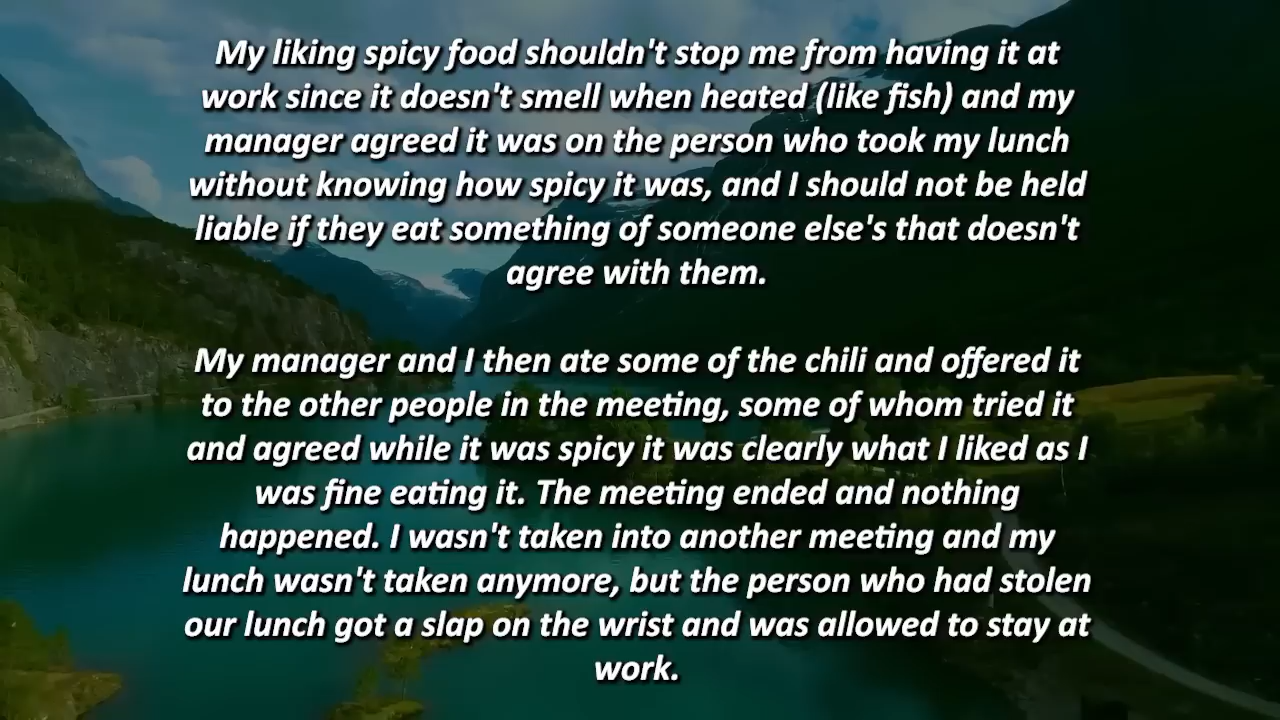 My liking spicy food shouldn't stop me from having it at
work since it doesn't smell when heated (like fish) and my
manager agreed it was on the person who took my lunch
without knowing how spicy it was, and I should not be held
liable if they eat something of someone else's that doesn't
agree with them.
My manager and I then ate some of the chili and offered it
to the other people in the meeting, some of whom tried it
and agreed while it was spicy it was clearly what I liked as I
was fine eating it. The meeting ended and nothing
happened. I wasn't taken into another meeting and my
lunch wasn't taken anymore, but the person who had stolen
our lunch got a slap on the wrist and was allowed to stay at
work.